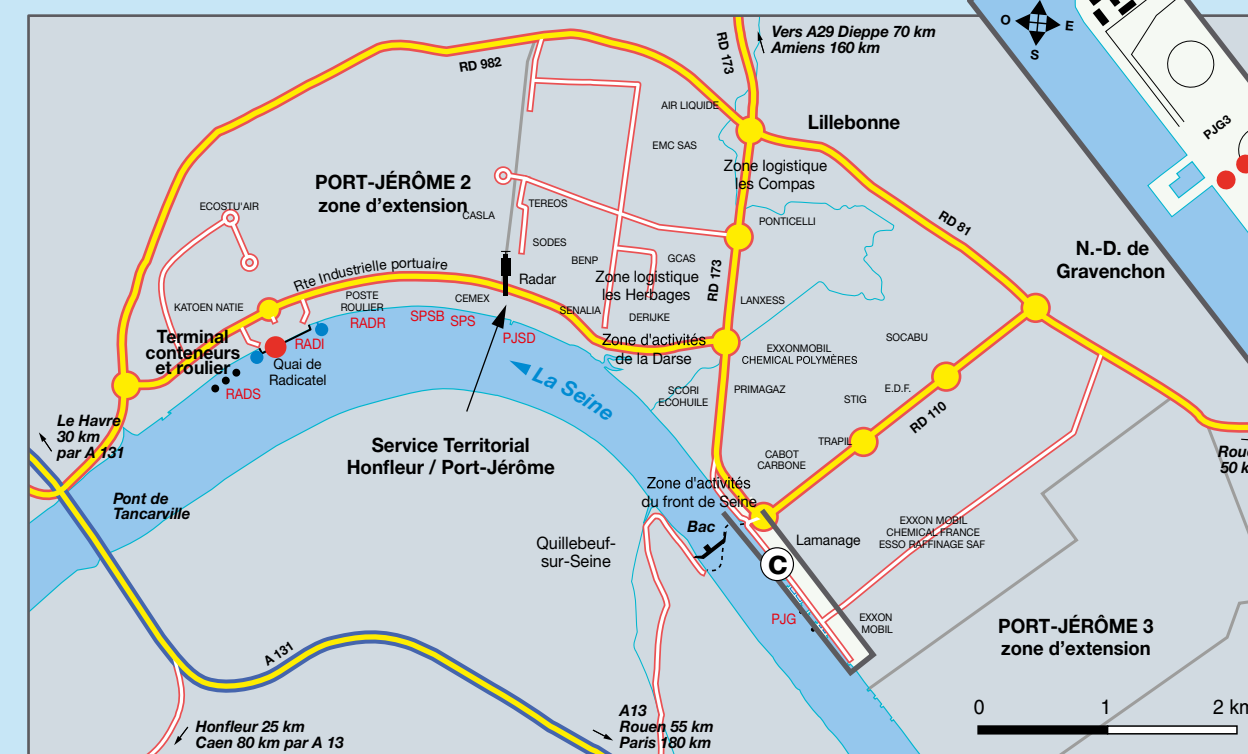 O
E
S
PJG3
Vers A29 Dieppe 70 km
Amiens 160 km
RD 982
RD 173
AIR LIQUIDE
Lillebonne
EMC SAS
Zone logistique
les Compas
PORT-JÉRÔME 2
zone d'extension
ECOSTU'AIR
CASLA
TEREOS
PONTICELLI
RD 81
SODES
N.-D. de
Gravenchon
BENP
GCAS
Rte Industrielle portuaire
Radar
Zone logistique
les Herbages
RD 173
KATOEN NATIE
POSTE
ROULIER
CEMEX
LANXESS
RADR
SPSB
SPS
SENALIA
DERIJKE
Terminal
conteneurs
et roulier
RADI
PJSD
Zone d'activités
de la Darse
SOCABU
EXXONMOBIL
CHEMICAL POLYMÈRES
Quai de
Radicatel
RADS
La Seine
SCORI
ECOHUILE
PRIMAGAZ
E.D.F.
STIG
RD 110
Le Havre
30 km
par A 131
Service Territorial
Honfleur / Port-Jérôme
TRAPIL
CABOT
CARBONE
50 k
Pont de
Tancarville
Zone d'activités
du front de Seine
Bac
Quillebeuf-
sur-Seine
Lamanage
EXXON MOBIL
CHEMICAL FRANCE
ESSO RAFFINAGE SAF
C
PJG
EXXON
MOBIL
PORT-JÉRÔME 3
zone d'extension
A 131
Honfleur 25 km
Caen 80 km par A 13
A13
Rouen 55 km
Paris 180 km
0 1 2 km